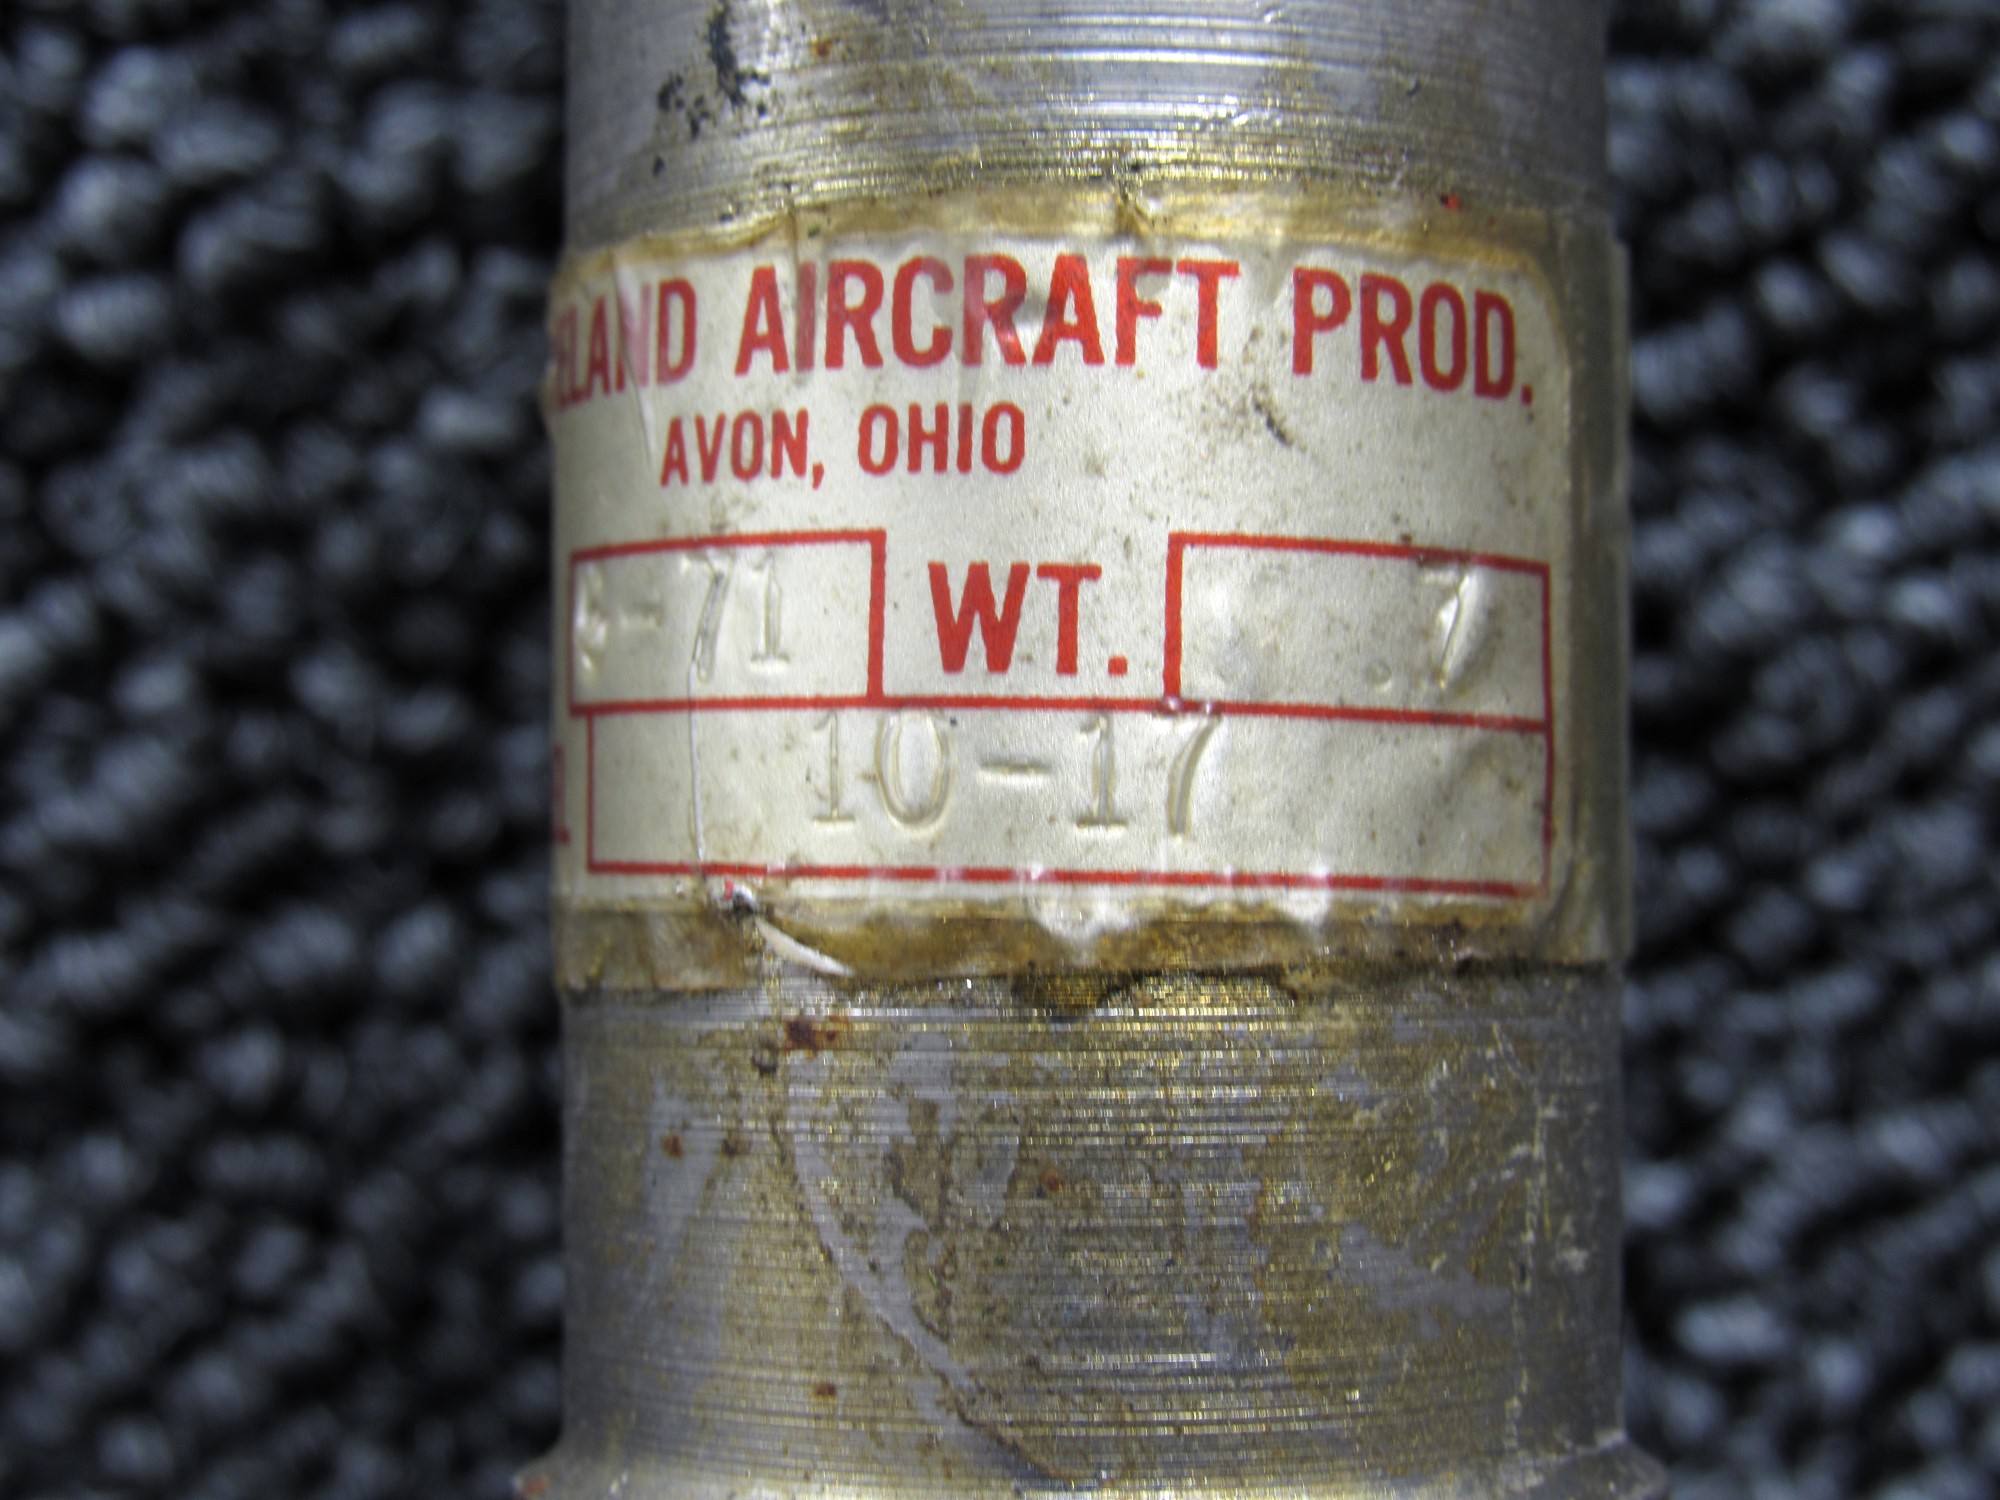 ELAND AIRCRAFT PROD.
AVON, OHIO
-71 WT. .7
10-17